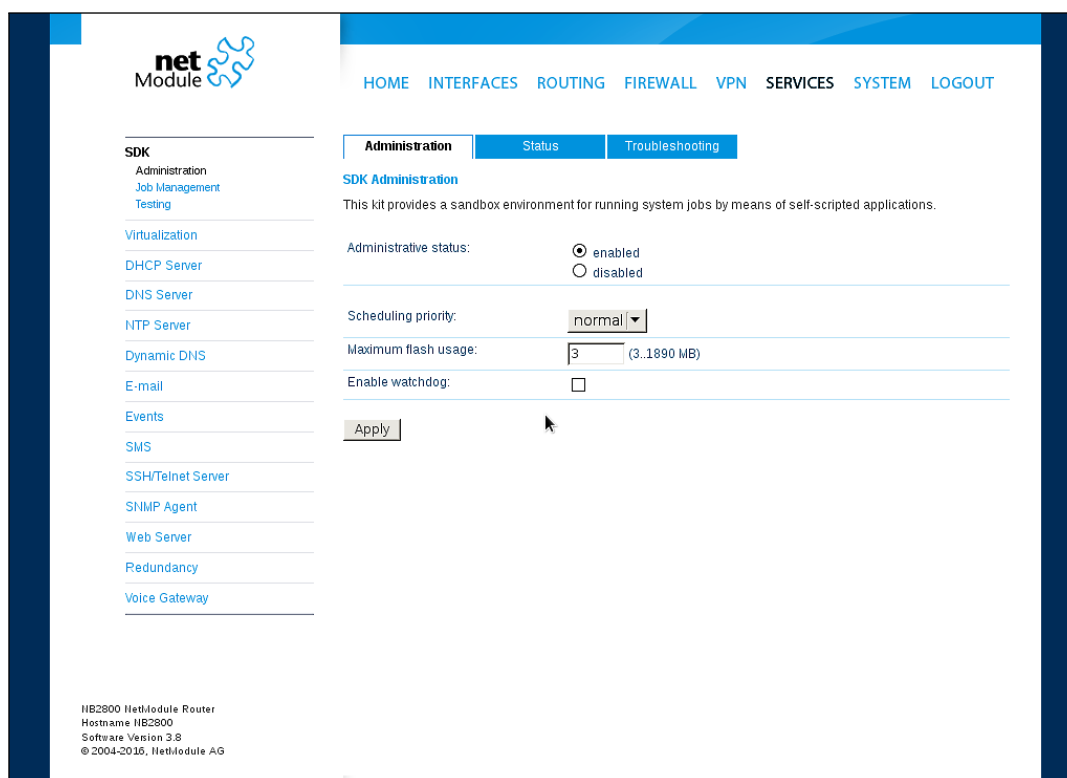 net
Module
HOME INTERFACES ROUTING FIREWALL VPN SERVICES SYSTEM LOGOUT
SDK
Administration
Job Management
Testing
Virtualization
DHCP Server
DNS Server
NTP Server
Dynamic DNS
E-mail
Events
SMS
SSH/Telnet Server
SNMP Agent
Web Server
Redundancy
Voice Gateway
Administration Status Troubleshooting
SDK Administration
This kit provides a sandbox environment for running system jobs by means of self-scripted applications.
Administrative status:
enabled
disabled
Scheduling priority: normal
Maximum flash usage: 3 (3..1890 MB)
Enable watchdog:
Apply
NB2800 NetModule Router
Hostname NB2800
Software Version 3.8
© 2004-2016, NetModule AG